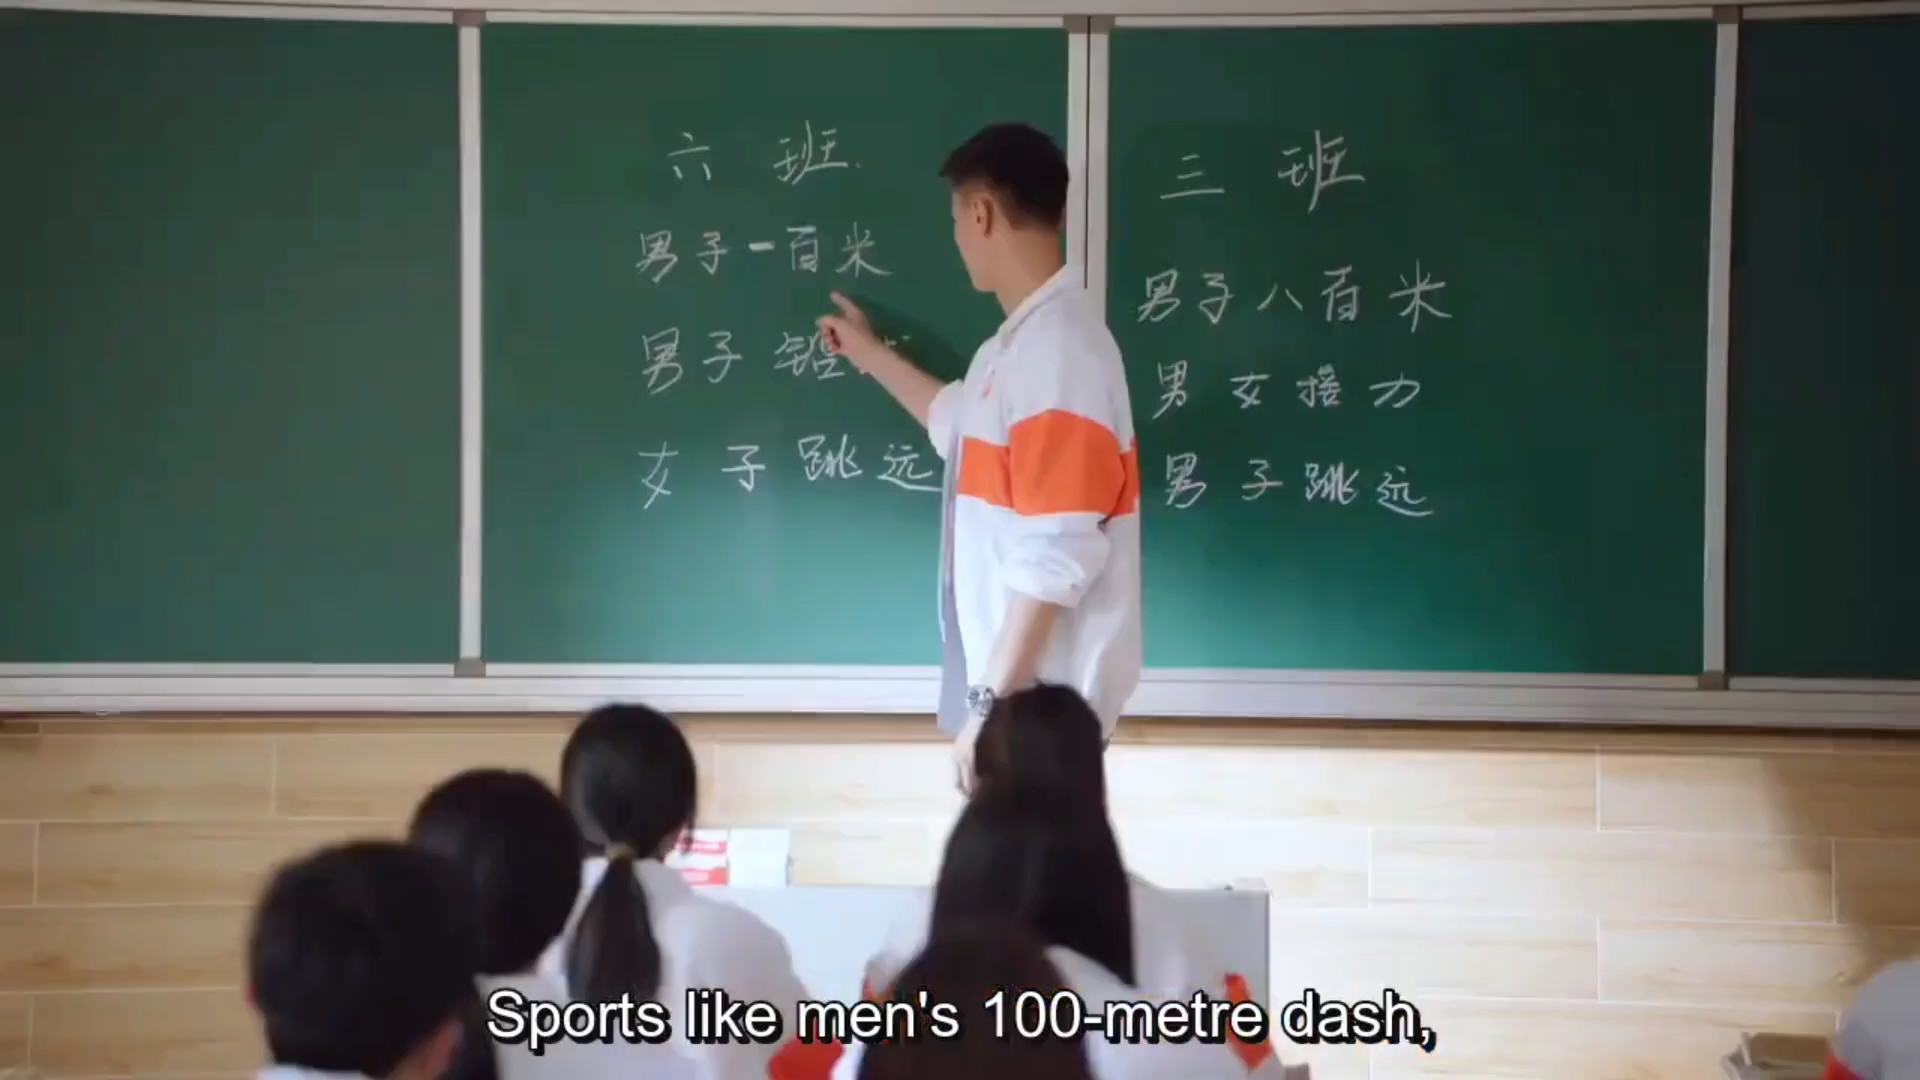 六班
男子一百米
男子铅
女子跳远
三班
男子八百米
男女接力
男子跳远
Sports like men's 100-metre dash,